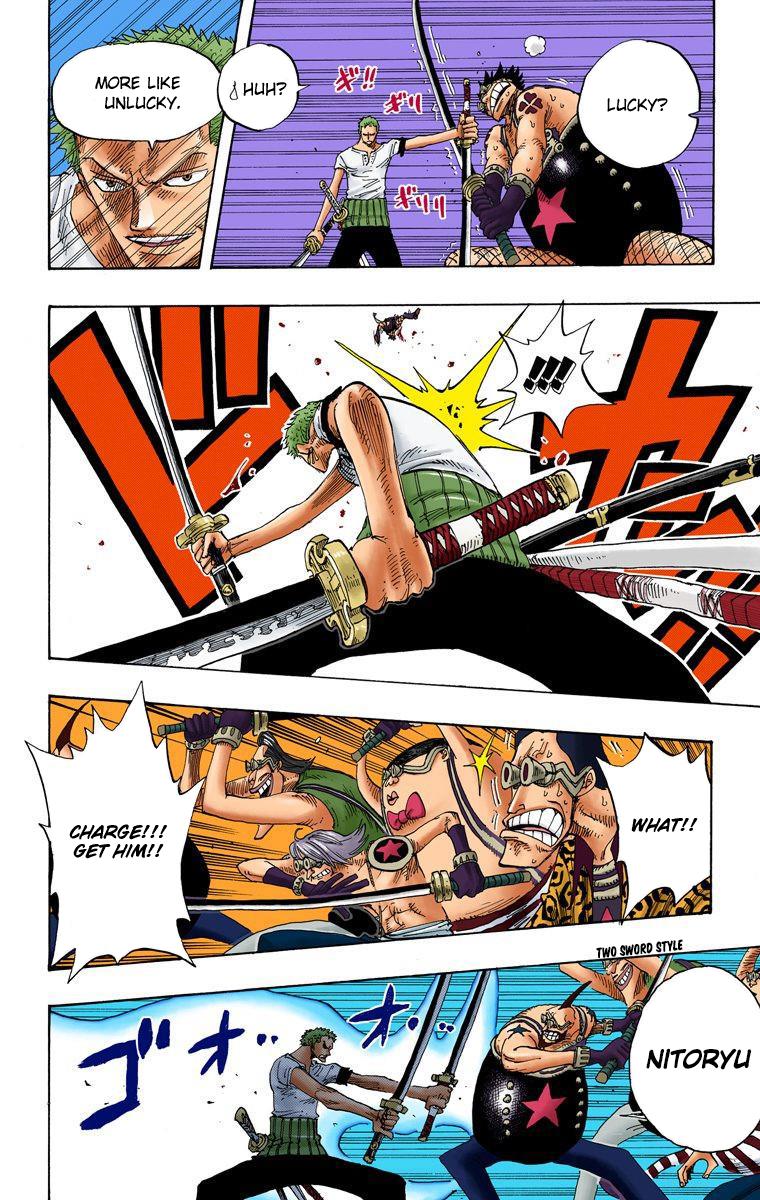 LUCKY?
ギ!!
ギリ
ギリリ
HUH?
MORE LIKE
UNLUCKY.
!!!
WHAT!!
CHARGE!!!
GET HIM!!
TWO SWORD STYLE
NITORYU
ゴオ‥オ‥